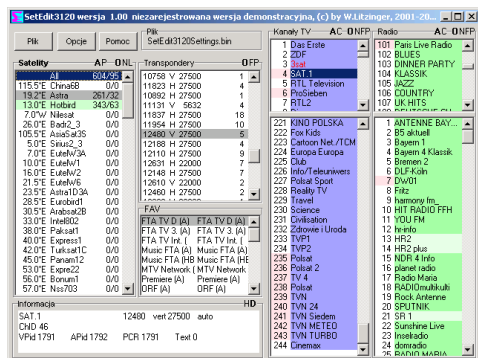 SetEdit3120 wersja 1.00 niezarejestrowana wersja demonstracyjna, (c) by W.Litzinger, 2001-20...
Plik Opcje Pomoc
Plik
SetEdit3120Settings.bin
Satelity AP ONL
All 604/95
115.5°E China6B 0/0
19.2°E Astra 261/32
13.0°E Hotbird 343/63
7.0°W Nilesat 0/0
26.0°E Badr2_3 0/0
105.5°E AsiaSat3S 0/0
5.0°E Sirius2_3 0/0
7.0°E EutelW3A 0/0
10.0°E EutelW1 0/0
16.0°E EutelW2 0/0
21.5°E EutelW6 0/0
23.5°E Astra1D3A 0/0
28.5°E Eurobird1 0/0
30.5°E Arabsat2B 0/0
33.0°E Intel802 0/0
38.0°E Paksat1 0/0
40.0°E Express1 0/0
42.0°E Turksat1C 0/0
45.0°E Panam12 0/0
53.0°E Expre22 0/0
56.0°E Bonum1 0/0
57.0°E Nss703 0/0
Transpondery OFP
10758 V 27500 1
11823 H 27500 4
10892 H 27500 1
11131 V 5632 4
11837 H 27500 18
11954 H 27500 10
12480 V 27500 5
12188 H 27500 4
12110 H 27500 9
12631 H 22000 7
12148 H 27500 6
12610 V 22000 2
12460 H 27500 2
FAV
FTA TV D (A) FTA TV D (A)
FTA TV 3. (A) FTA TV 3. (A)
FTA TV Int. ( FTA TV Int. (
Music FTA (A) Music FTA (A)
Music FTA (HB Music FTA (HB
MTV Network ( MTV Network (
Premiere (A) Premiere (A)
ORF (A) ORF (A)
Informacja HD
SAT.1 12480 vert 27500 auto
ChID 46
VPid 1791 APid 1792 PCR 1791 Text 0
Kanały TV AC ONFP
1 Das Erste
2 ZDF
3 3sat
4 SAT.1
5 RTL Television
6 ProSieben
7 RTL2
221 KINO POLSKA
222 Fox Kids
223 Cartoon Net./TCM
224 Europa Europa
225 Club
226 Info/Teleunivers
227 Polsat Sport
228 Reality TV
229 Travel
230 Science
231 Civilisation
232 Zdrowie i Uroda
233 TVP1
234 TVP2
235 Polsat
236 Polsat 2
237 TV 4
238 Polsat
239 TVN
240 TVN 24
241 TVN Siedem
242 TVN METEO
243 TVN TURBO
244 Cinemax
Radio AC ONFP
101 Paris Live Radio
102 BLUES
103 DINNER PARTY
104 KLASSIK
105 JAZZ
106 COUNTRY
107 UK HITS
1 ANTENNE BAY...
2 B5 aktuell
3 Bayern 1
4 Bayern 4 Klassik
5 Bremen 2
6 DLF-Köln
7 DW01
8 Fritz
9 harmony fm_
10 HIT RADIO FFH
11 YOU FM
12 hr-info
13 HR2
14 HR2 plus
15 NDR 4 Info
16 planet radio
17 Radio Maria
18 RADIOmultikulti
19 Rock Antenne
20 SPUTNIK
21 SR 1
22 Sunshine Live
23 Inselradio
24 domradio
25 RADIO MARIA